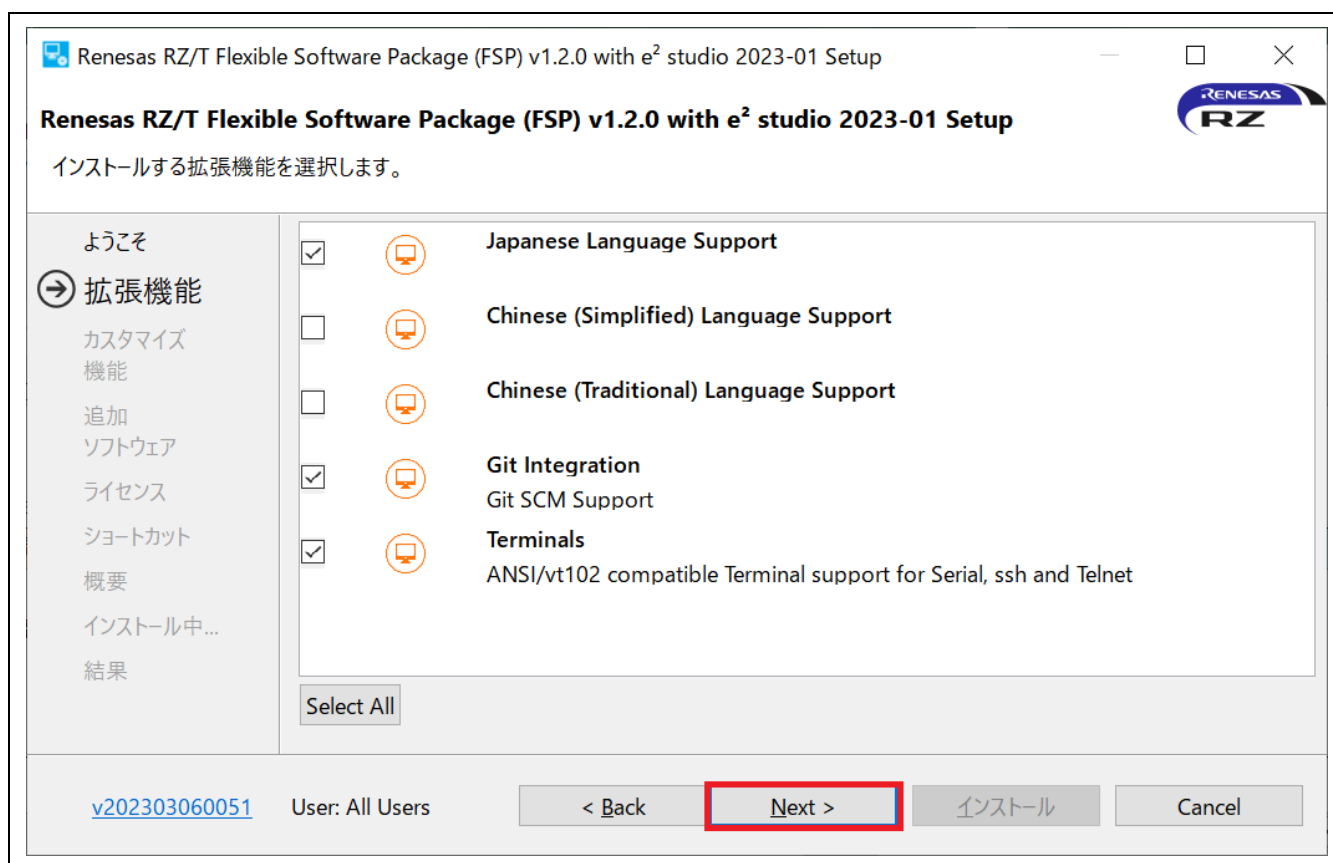 Renesas RZ/T Flexible Software Package (FSP) v1.2.0 with e² studio 2023-01 Setup
Renesas RZ/T Flexible Software Package (FSP) v1.2.0 with e² studio 2023-01 Setup
RENESAS
RZ
インストールする拡張機能を選択します。
ようこそ
拡張機能
カスタマイズ
機能
追加
ソフトウェア
ライセンス
ショートカット
概要
インストール中...
結果
Japanese Language Support
Chinese (Simplified) Language Support
Chinese (Traditional) Language Support
Git Integration
Git SCM Support
Terminals
ANSI/vt102 compatible Terminal support for Serial, ssh and Telnet
Select All
v202303060051 User: All Users < Back Next > インストール Cancel